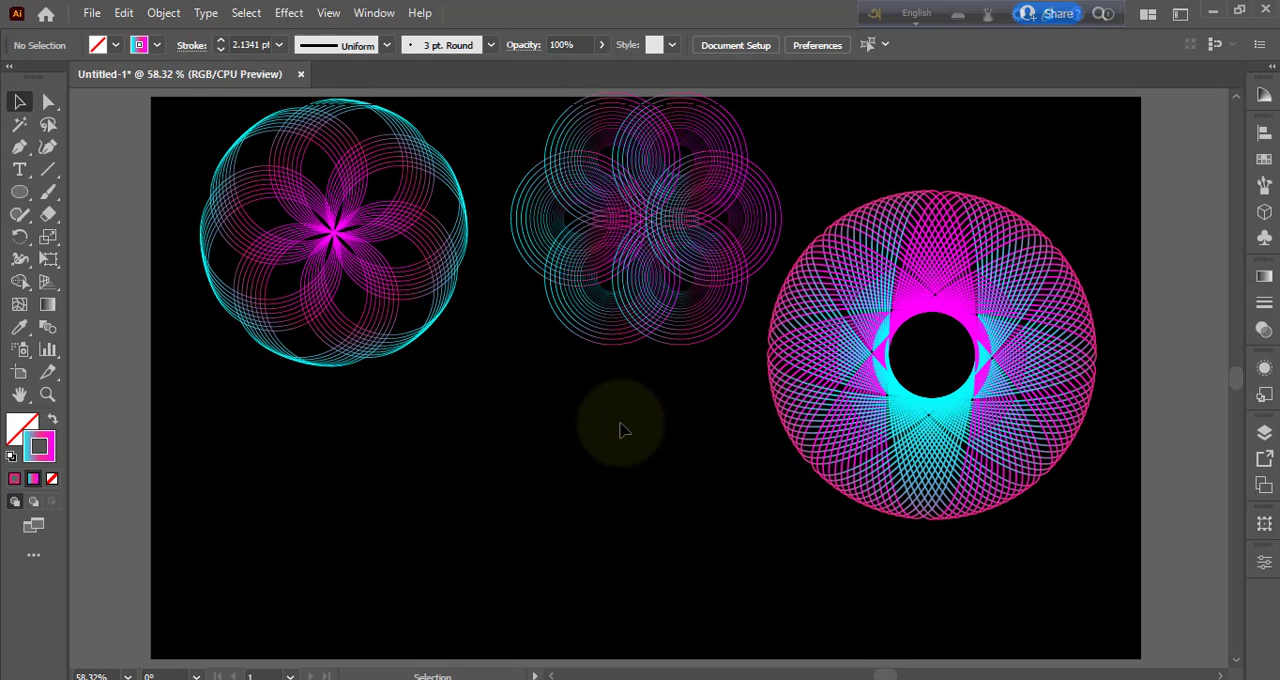 Ai File Edit Object Type Select Effect View Window Help English Share
No Selection Stroke: 2.1341 pt Uniform 3 pt. Round Opacity: 100% Style: Document Setup Preferences
Untitled-1* @ 58.32 % (RGB/CPU Preview) ×
58.32% 0° 1 Selection